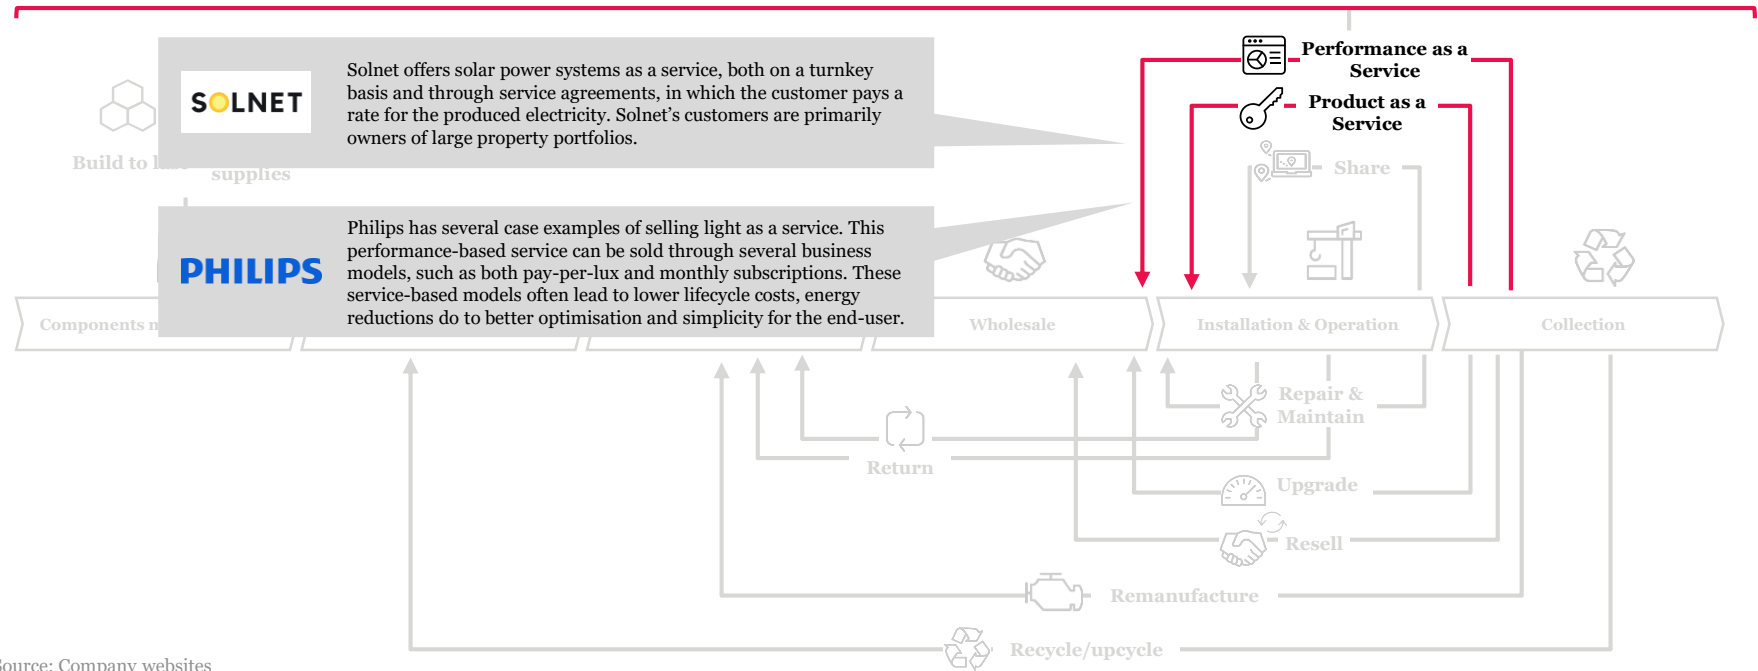 Performance as a
Service
Product as a
Service
Share
SOLNET
Solnet offers solar power systems as a service, both on a turnkey
basis and through service agreements, in which the customer pays a
rate for the produced electricity. Solnet’s customers are primarily
owners of large property portfolios.
Build to
supplies
PHILIPS
Philips has several case examples of selling light as a service. This
performance-based service can be sold through several business
models, such as both pay-per-lux and monthly subscriptions. These
service-based models often lead to lower lifecycle costs, energy
reductions do to better optimisation and simplicity for the end-user.
Components
Wholesale
Installation & Operation
Collection
Repair &
Maintain
Return
Upgrade
Resell
Remanufacture
Recycle/upcycle
Source: Company websites